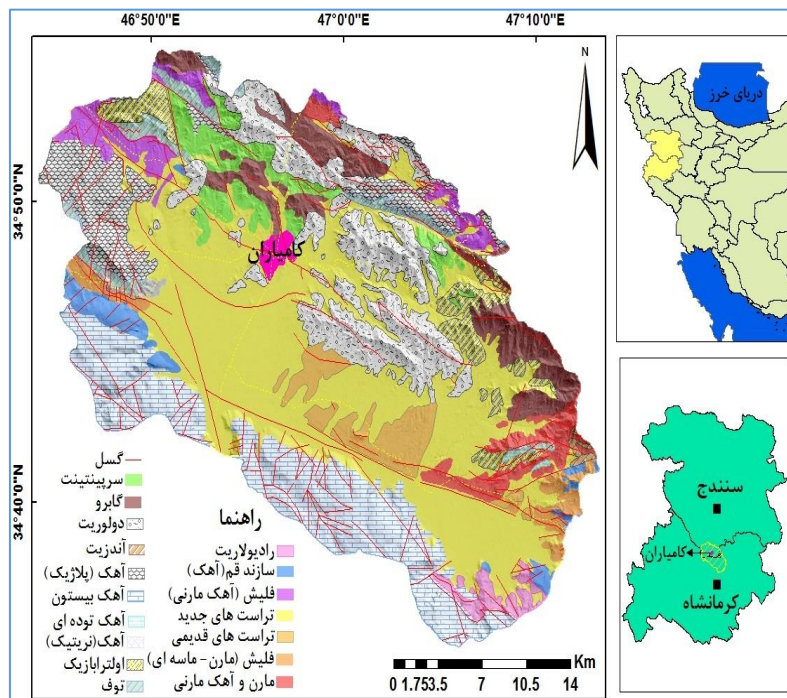 46°50'0"E
47°0'0"E
47°10'0"E
34°50'0"N
34°40'0"N
N
کامیاران
گسل
سرپینتینت
گابرو
دولوریت
آندزیت
آهک (پلاژیک)
آهک بیستون
آهک توده ای
آهک(نریتیک)
اولترابازیک
توف
راهنما
رادیولاریت
سازند قم(آهک)
فلیش (آهک مارنی)
تراست های جدید
تراست های قدیمی
فلیش (مارن- ماسه ای)
مارن و آهک مارنی
Km
0 1.753.5 7 10.5 14
دریای خرز
سنندج
کامیاران
کرمانشاه